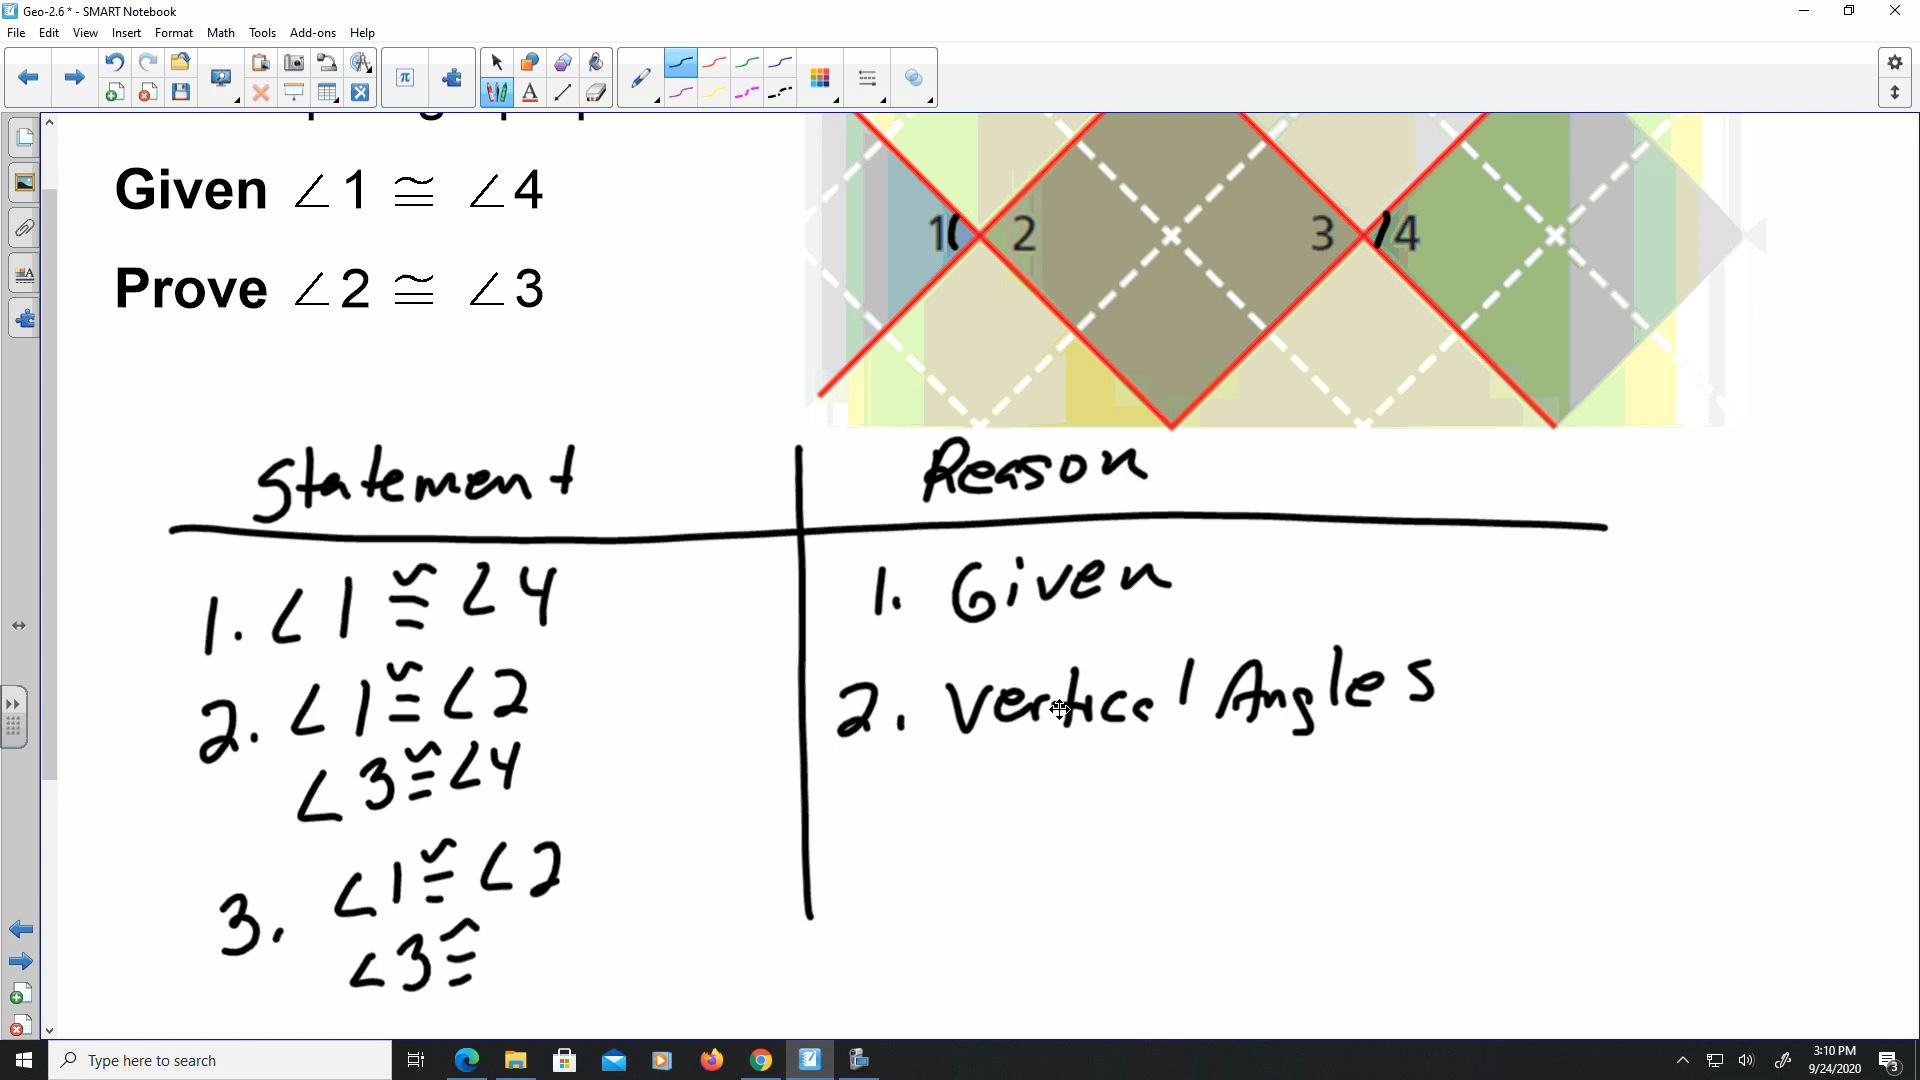 Geo-2.6 * - SMART Notebook
File Edit View Insert Format Math Tools Add-ons Help
Given ∠1 ≅ ∠4
Prove ∠2 ≅ ∠3
1 2 3 4
Statement Reason
1. ∠1 ≅ ∠4 1. Given
2. ∠1 ≅ ∠2 2. Vertical Angles
∠3 ≅ ∠4
3. ∠1 ≅ ∠2
∠3 ≅
Type here to search
3:10 PM
9/24/2020
3